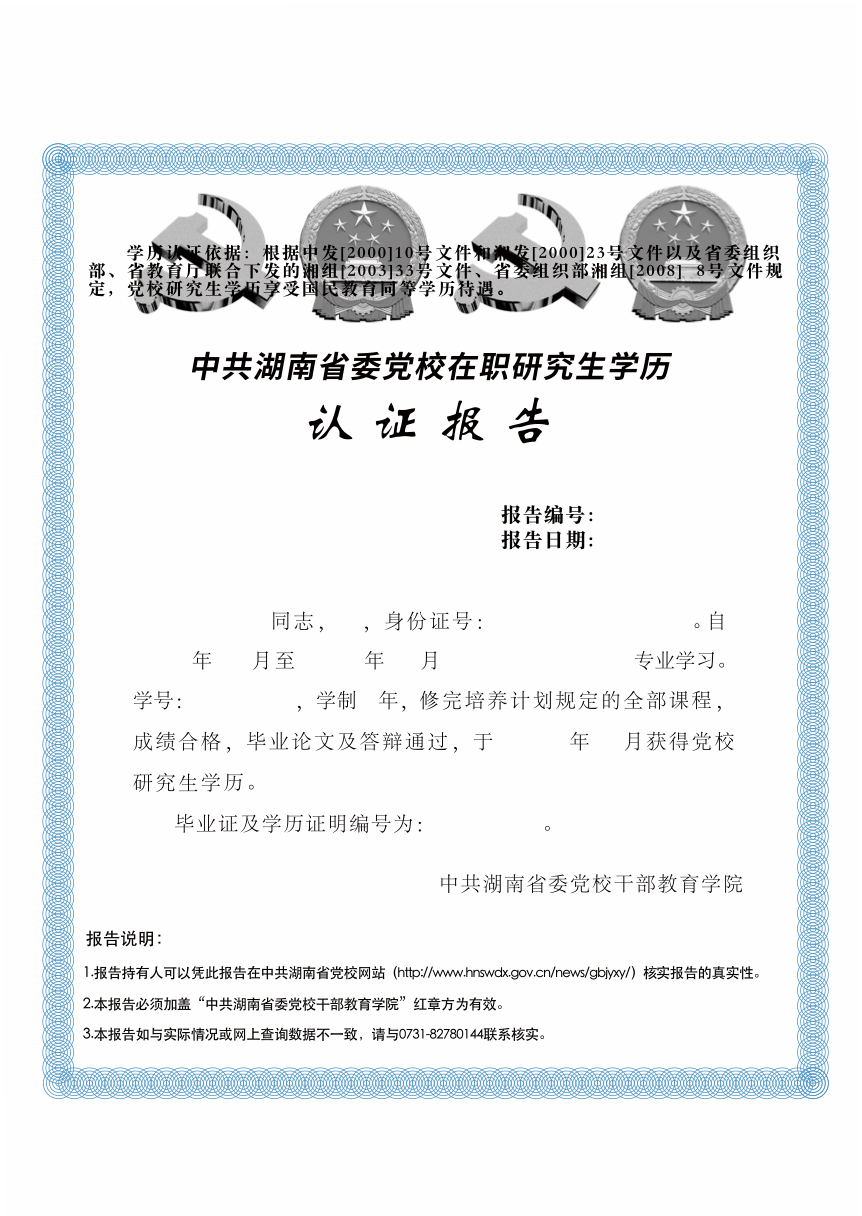 学历认证依据：根据中发[2000]10号文件和湘发[2000]23号文件以及省委组织
部、省教育厅联合下发的湘组[2003]33号文件、省委组织部湘组[2008] 8号文件规
定，党校研究生学历享受国民教育同等学历待遇。
中共湖南省委党校在职研究生学历
认证报告
报告编号：
报告日期：
同志， ，身份证号： 。自
年 月至 年 月 专业学习。
学号： ，学制 年，修完培养计划规定的全部课程，
成绩合格，毕业论文及答辩通过，于 年 月获得党校
研究生学历。
毕业证及学历证明编号为： 。
中共湖南省委党校干部教育学院
报告说明：
1.报告持有人可以凭此报告在中共湖南省党校网站（http://www.hnswdx.gov.cn/news/gbjyxy/）核实报告的真实性。
2.本报告必须加盖“中共湖南省委党校干部教育学院”红章方为有效。
3.本报告如与实际情况或网上查询数据不一致，请与0731-82780144联系核实。